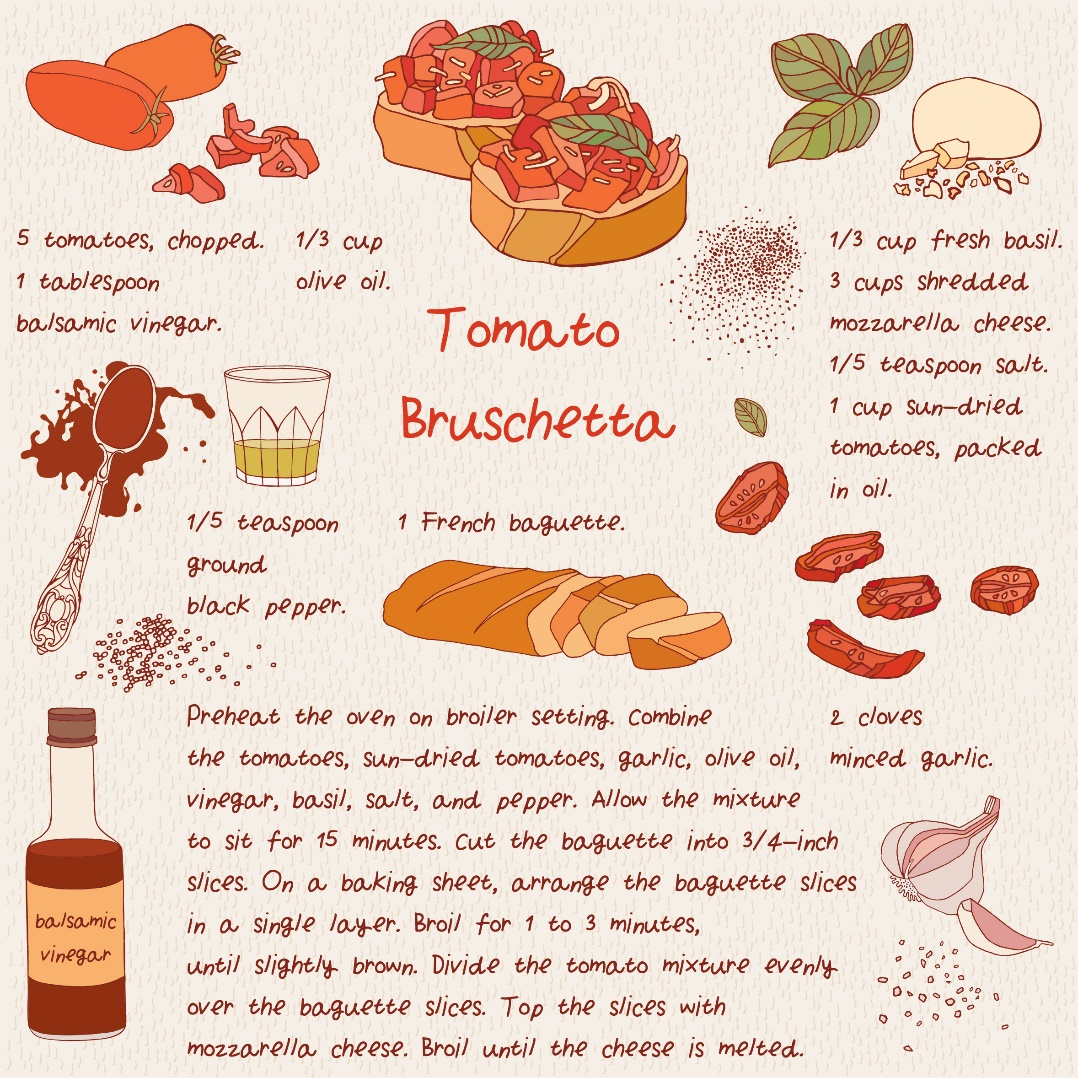 5 tomatoes, chopped.
1 tablespoon
balsamic vinegar.
1/3 cup
olive oil.
Tomato
Bruschetta
1/3 cup fresh basil.
3 cups shredded
mozzarella cheese.
1/5 teaspoon salt.
1 cup sun-dried
tomatoes, packed
in oil.
1/5 teaspoon
ground
black pepper.
1 French baguette.
Preheat the oven on broiler setting. Combine
the tomatoes, sun-dried tomatoes, garlic, olive oil,
vinegar, basil, salt, and pepper. Allow the mixture
to sit for 15 minutes. Cut the baguette into 3/4-inch
slices. On a baking sheet, arrange the baguette slices
in a single layer. Broil for 1 to 3 minutes,
until slightly brown. Divide the tomato mixture evenly
over the baguette slices. Top the slices with
mozzarella cheese. Broil until the cheese is melted.
2 cloves
minced garlic.
balsamic
vinegar